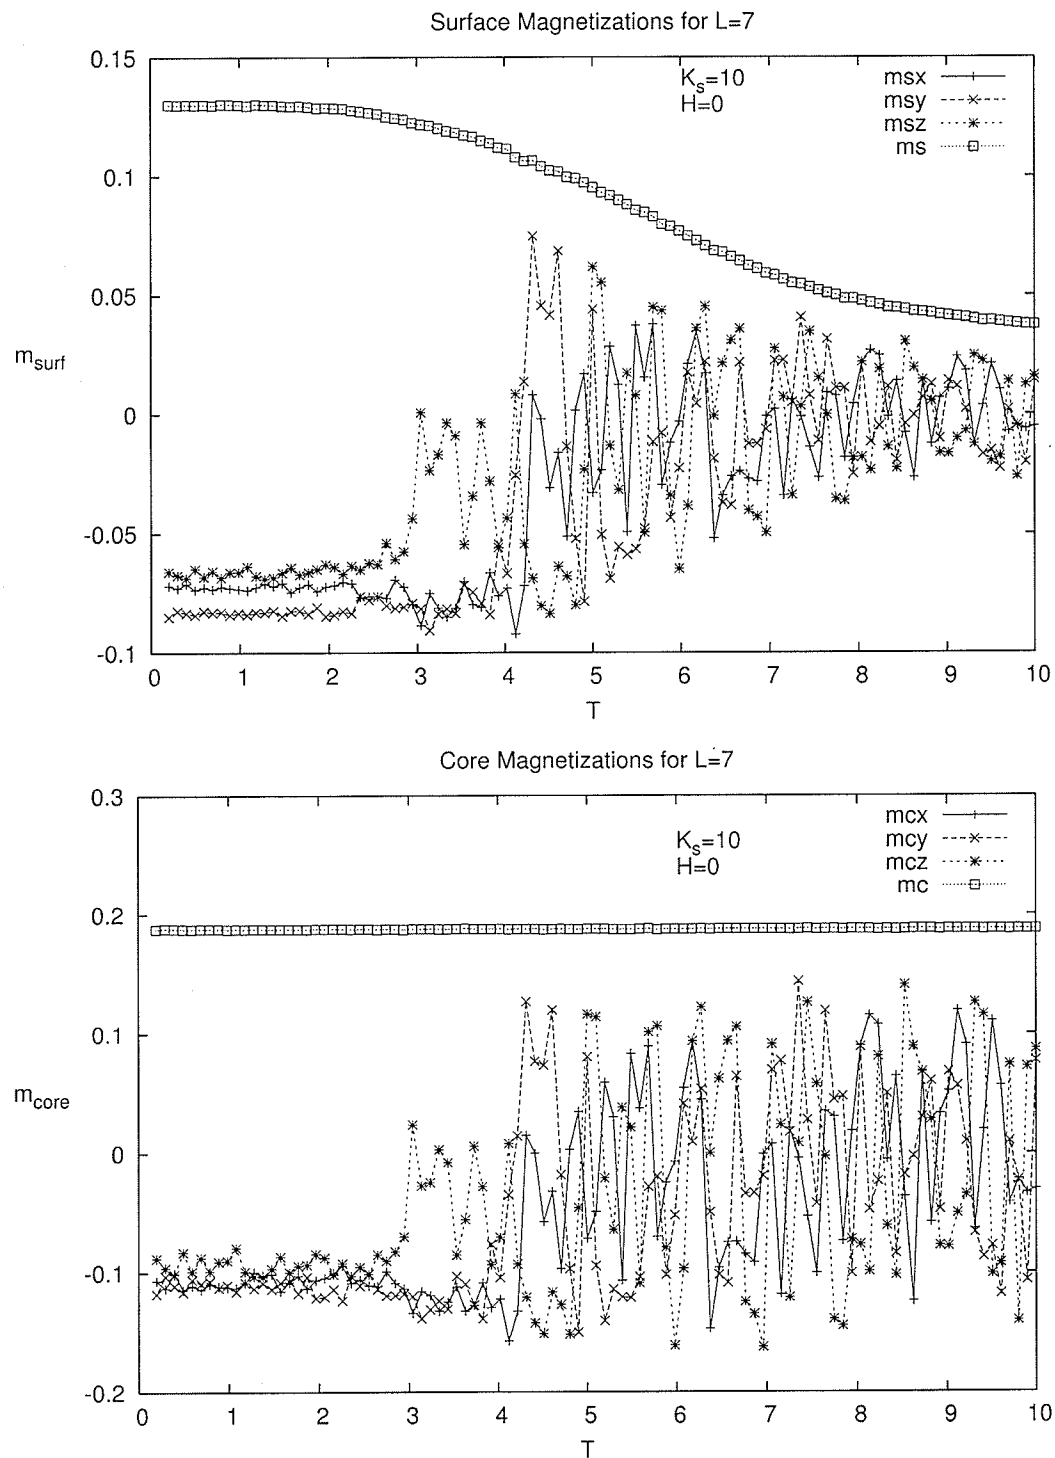 Surface Magnetizations for L=7
0.15
0.1
0.05
0
-0.05
-0.1
m_surf
K_s=10
H=0
msx
msy
msz
ms
0 1 2 3 4 5 6 7 8 9 10
T
Core Magnetizations for L=7
0.3
0.2
0.1
0
-0.1
-0.2
m_core
K_s=10
H=0
mcx
mcy
mcz
mc
0 1 2 3 4 5 6 7 8 9 10
T